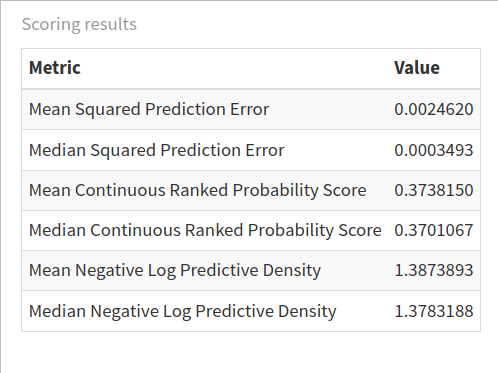 Scoring results
Metric Value
Mean Squared Prediction Error 0.0024620
Median Squared Prediction Error 0.0003493
Mean Continuous Ranked Probability Score 0.3738150
Median Continuous Ranked Probability Score 0.3701067
Mean Negative Log Predictive Density 1.3873893
Median Negative Log Predictive Density 1.3783188